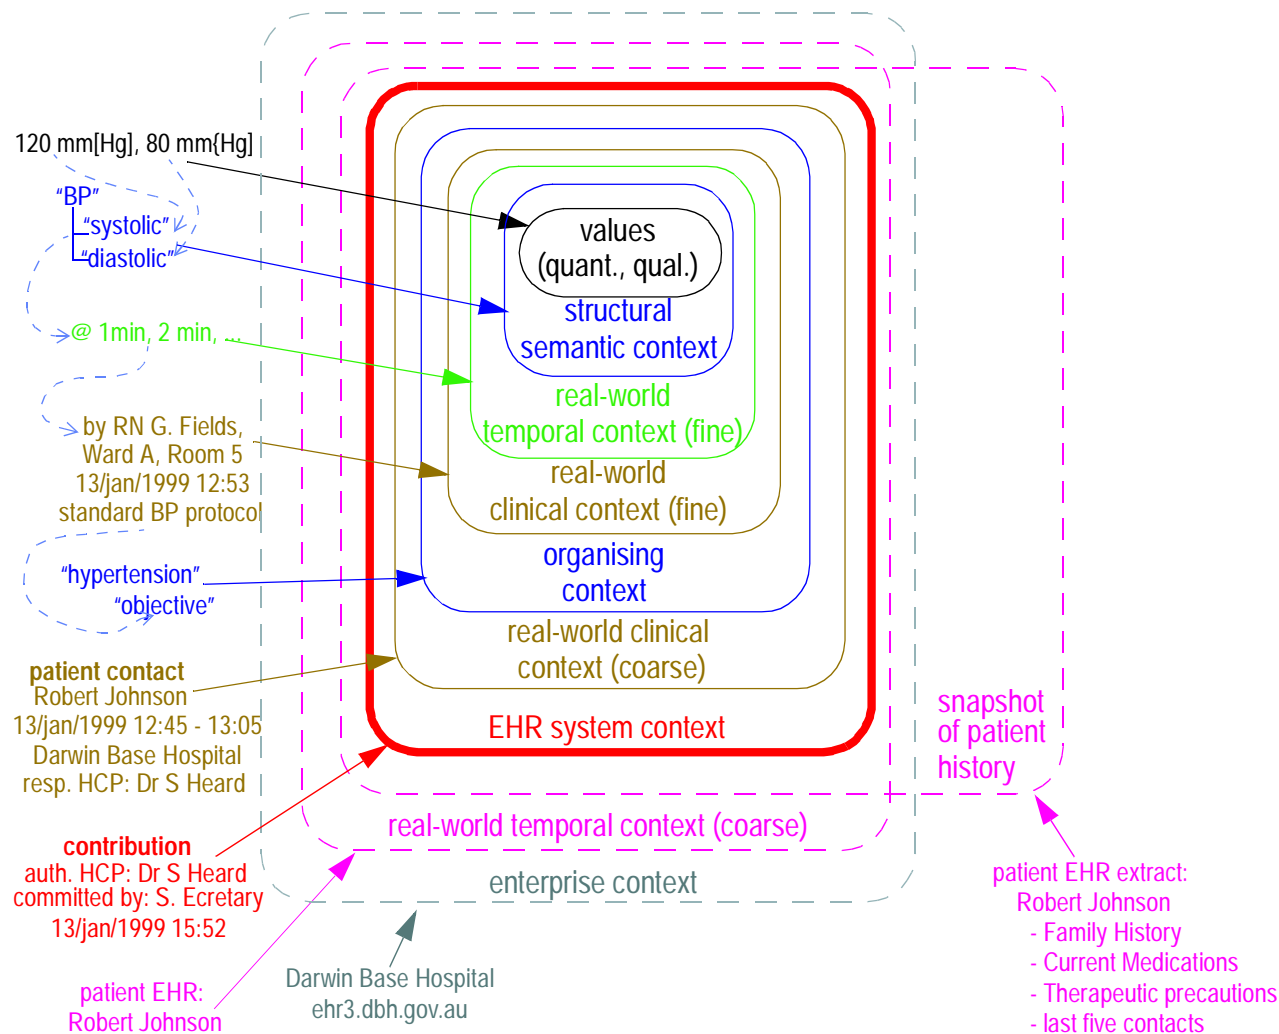 120 mm[Hg], 80 mm{Hg]
“BP”
“systolic”
“diastolic”
@ 1min, 2 min, ...
by RN G. Fields,
Ward A, Room 5
13/jan/1999 12:53
standard BP protocol
“hypertension”
“objective”
patient contact
Robert Johnson
13/jan/1999 12:45 - 13:05
Darwin Base Hospital
resp. HCP: Dr S Heard
contribution
auth. HCP: Dr S Heard
committed by: S. Ecretary
13/jan/1999 15:52
patient EHR:
Robert Johnson
values
(quant., qual.)
structural
semantic context
real-world
temporal context (fine)
real-world
clinical context (fine)
organising
context
real-world clinical
context (coarse)
EHR system context
real-world temporal context (coarse)
enterprise context
Darwin Base Hospital
ehr3.dbh.gov.au
snapshot
of patient
history
patient EHR extract:
Robert Johnson
- Family History
- Current Medications
- Therapeutic precautions
- last five contacts